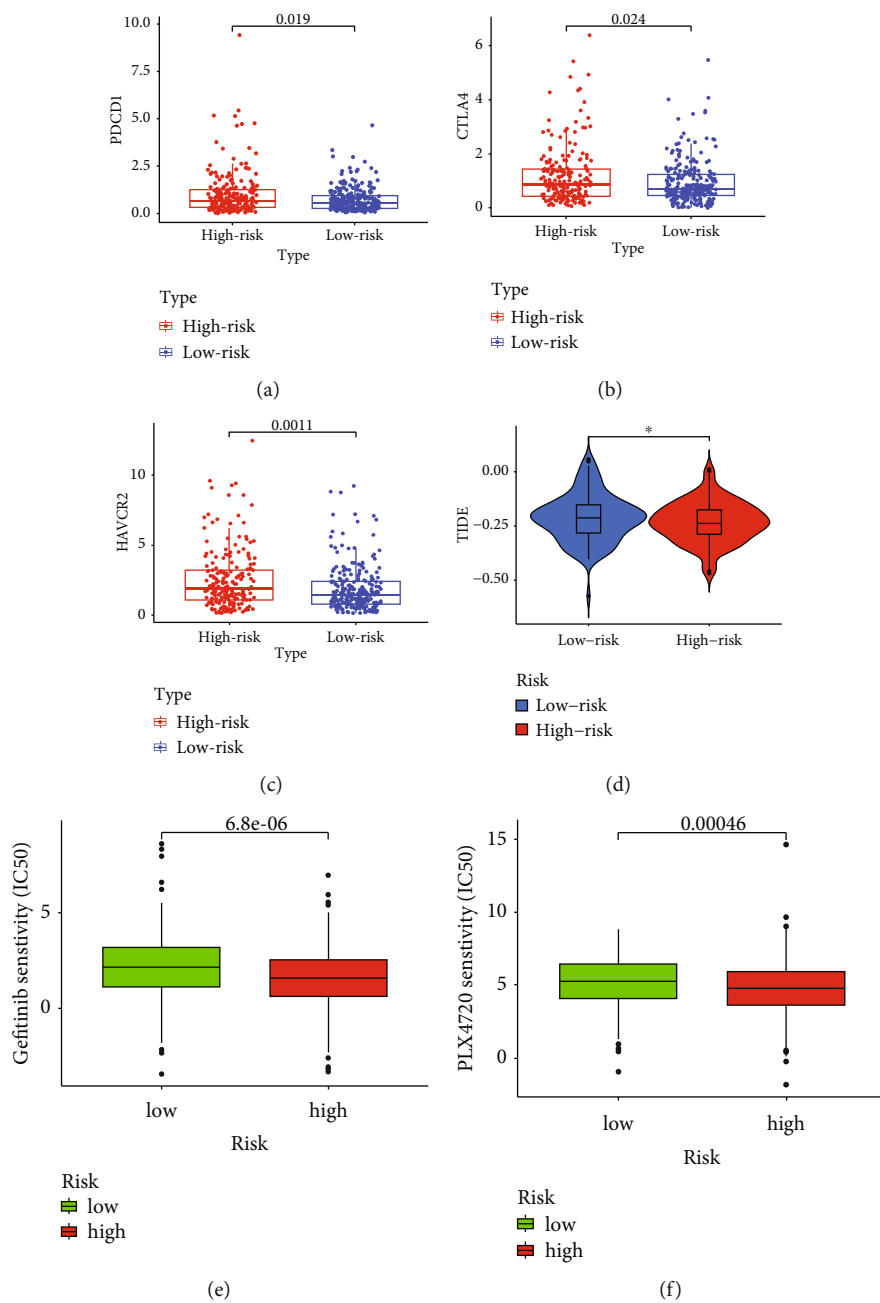 0.019
10.0
7.5
5.0
2.5
0.0
PDCD1
High-risk Low-risk
Type
Type
High-risk
Low-risk
(a)
0.024
6
4
2
0
CTLA4
High-risk Low-risk
Type
Type
High-risk
Low-risk
(b)
0.0011
10
5
0
HAVCR2
High-risk Low-risk
Type
Type
High-risk
Low-risk
(c)
*
0.00
−0.25
−0.50
TIDE
Low−risk High−risk
Risk
Low−risk
High−risk
(d)
6.8e-06
5
0
Gefitinib senstivity (IC50)
low high
Risk
Risk
low
high
(e)
0.00046
15
10
5
0
PLX4720 senstivity (IC50)
low high
Risk
Risk
low
high
(f)